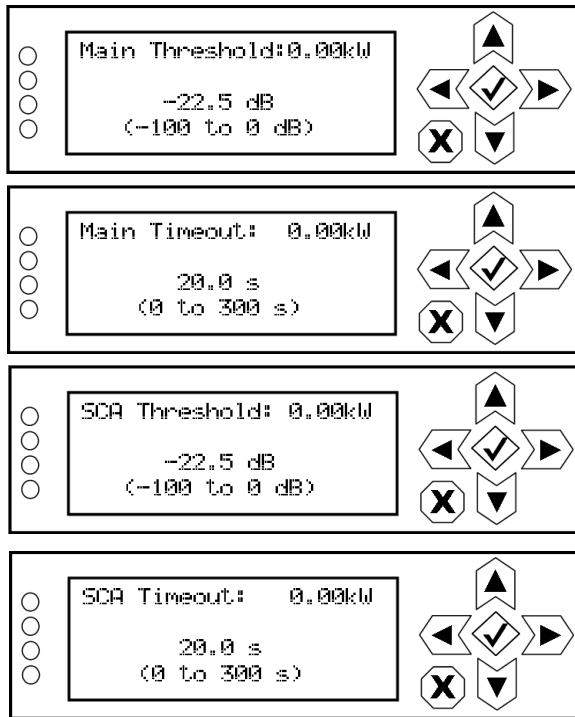 Main Threshold:0.00kW
-22.5 dB
(-100 to 0 dB)
X
Main Timeout: 0.00kW
20.0 s
(0 to 300 s)
X
SCA Threshold: 0.00kW
-22.5 dB
(-100 to 0 dB)
X
SCA Timeout: 0.00kW
20.0 s
(0 to 300 s)
X